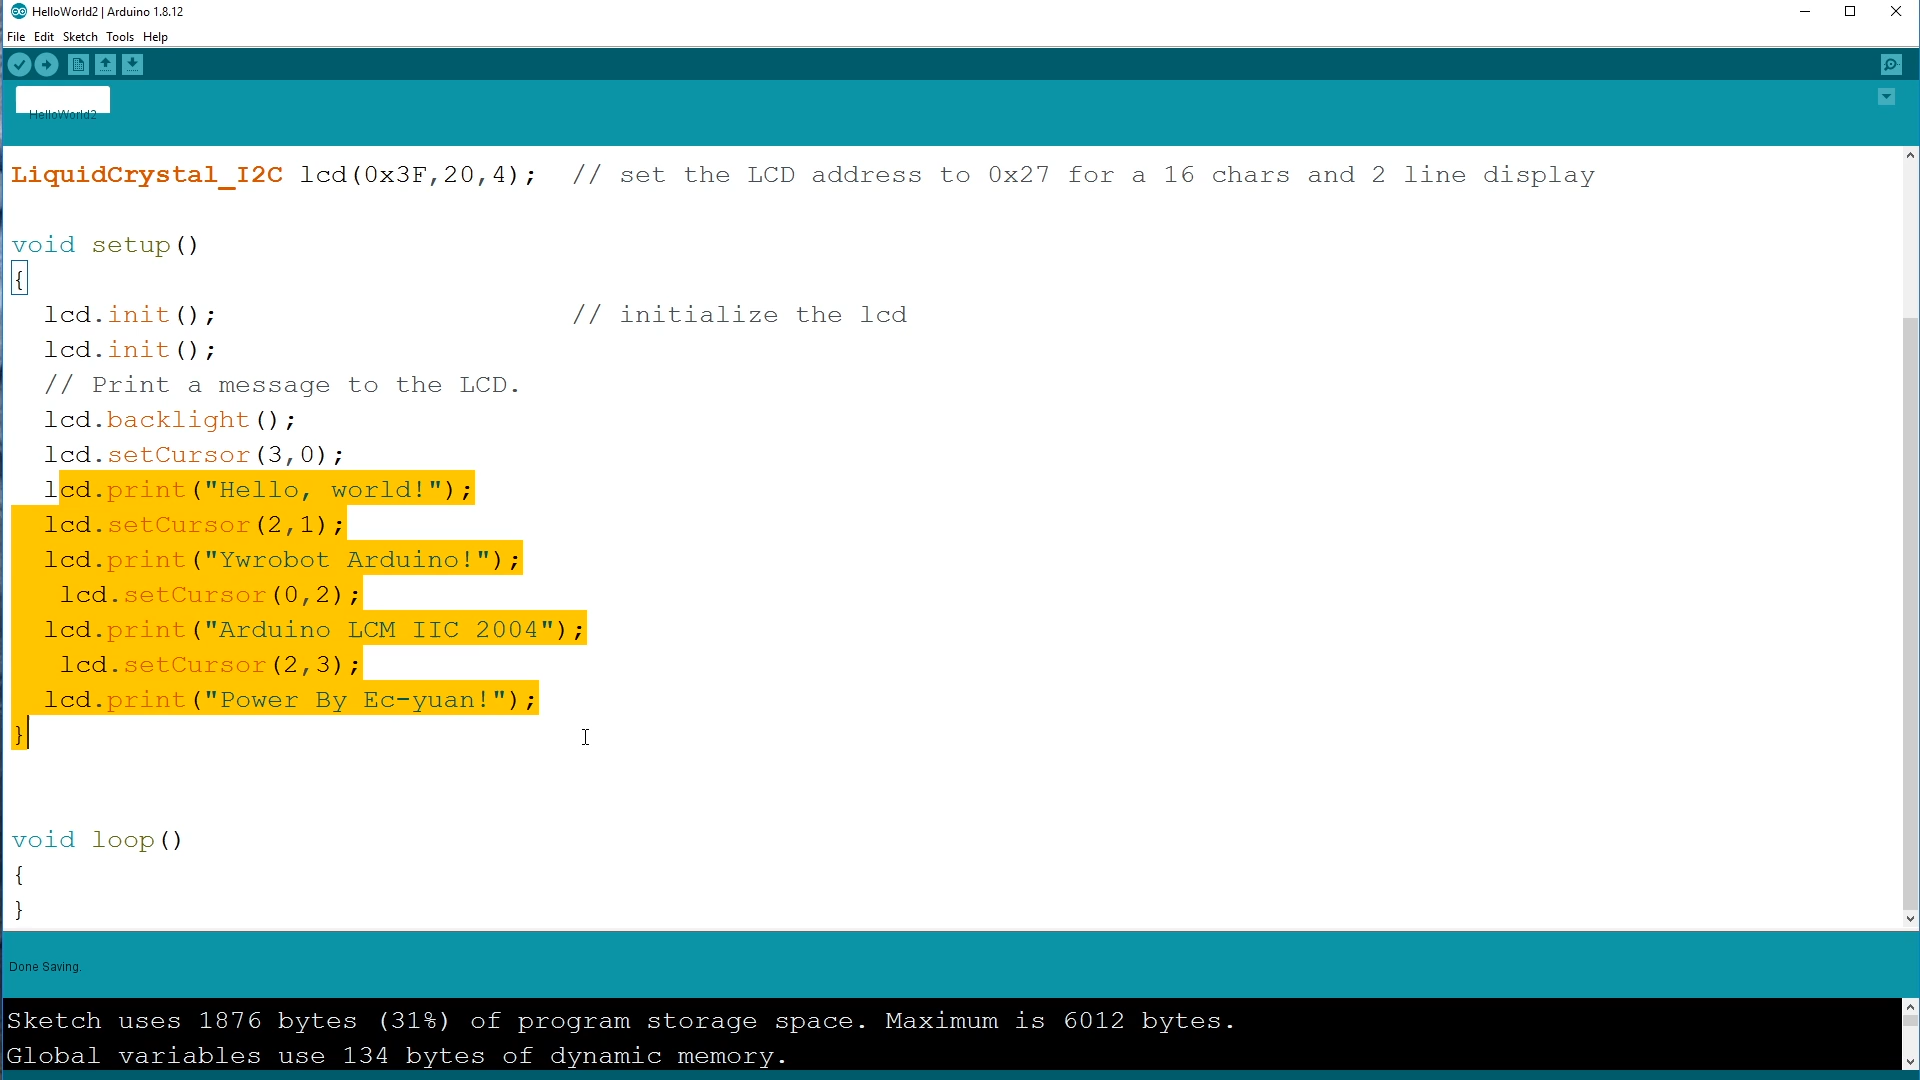 HelloWorld2 | Arduino 1.8.12
File Edit Sketch Tools Help
HelloWorld2
LiquidCrystal_I2C lcd(0x3F,20,4);  // set the LCD address to 0x27 for a 16 chars and 2 line display
void setup()
{
  lcd.init();                      // initialize the lcd
  lcd.init();
  // Print a message to the LCD.
  lcd.backlight();
  lcd.setCursor(3,0);
  lcd.print("Hello, world!");
  lcd.setCursor(2,1);
  lcd.print("Ywrobot Arduino!");
   lcd.setCursor(0,2);
  lcd.print("Arduino LCM IIC 2004");
   lcd.setCursor(2,3);
  lcd.print("Power By Ec-yuan!");
}
void loop()
{
}
Done Saving.
Sketch uses 1876 bytes (31%) of program storage space. Maximum is 6012 bytes.
Global variables use 134 bytes of dynamic memory.